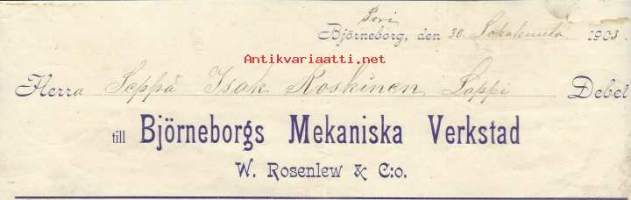 Pori
Björneborg, den 30 Lokakuuta 1903.
Antikvariaatti.net
Herra Seppä Isak Koskinen Lappi Debet
till Björneborgs Mekaniska Verkstad
W. Rosenlew & C:o.